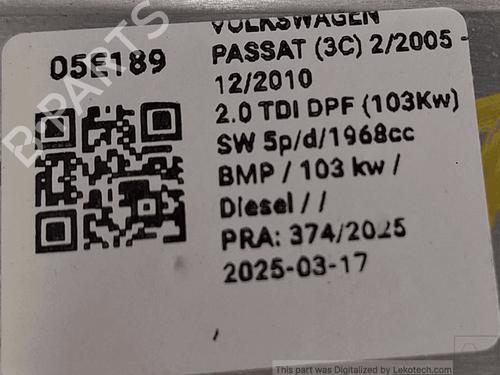 VOLKSWAGEN
05E189
PASSAT (3C) 2/2005 -
12/2010
2.0 TDI DPF (103Kw)
SW 5p/d/1968cc
BMP / 103 kw /
Diesel / /
PRA: 374/2025
2025-03-17
B-PARTS
This part was Digitalized by Lekotech.com